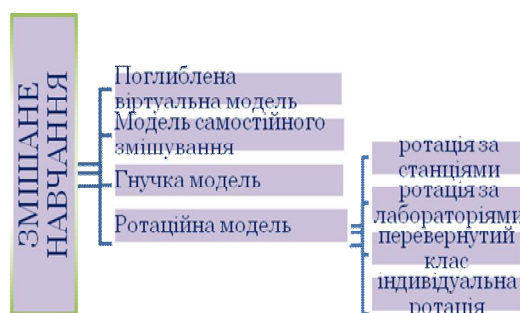 ЗМІШАНЕ
НАВЧАННЯ
Поглиблена
віртуальна модель
Модель самостійного
змішування
Гнучка модель
Ротаційна модель
ротація за
станціями
ротація за
лабораторіями
перевернутий
клас
індивідуальна
ротація